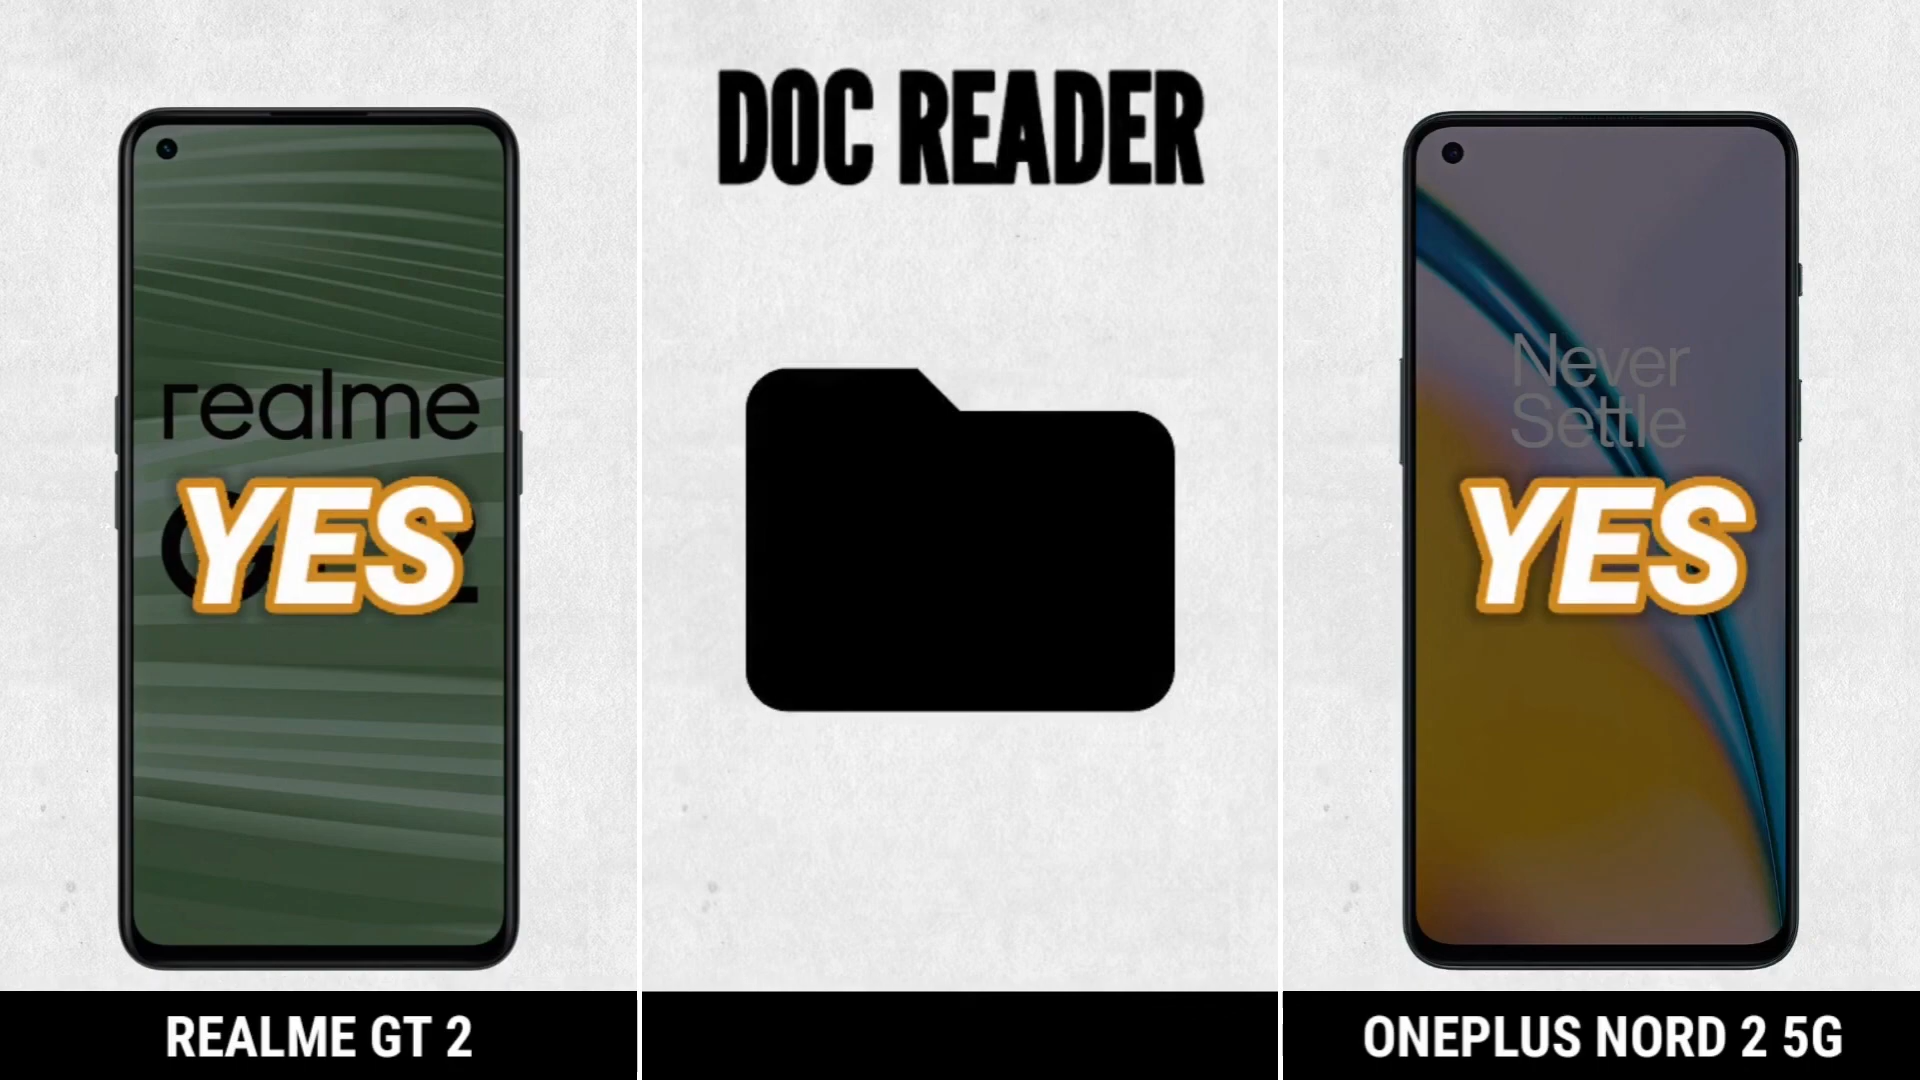 realme
YES
REALME GT 2
DOC READER
Never
Settle
YES
ONEPLUS NORD 2 5G